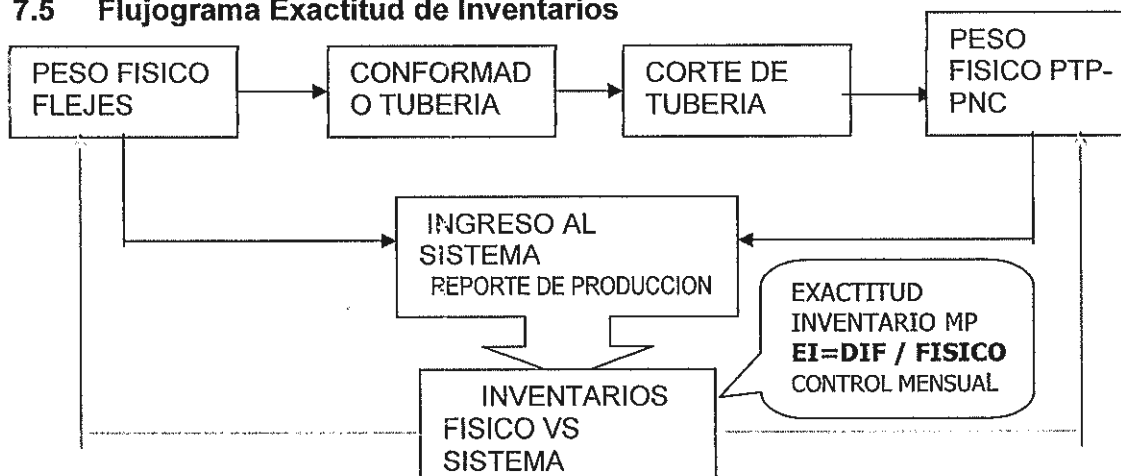 7.5 Flujograma Exactitud de Inventarios
PESO FISICO
FLEJES
CONFORMAD
O TUBERIA
CORTE DE
TUBERIA
PESO
FISICO PTP-
PNC
INGRESO AL
SISTEMA
REPORTE DE PRODUCCION
EXACTITUD
INVENTARIO MP
EI=DIF / FISICO
CONTROL MENSUAL
INVENTARIOS
FISICO VS
SISTEMA